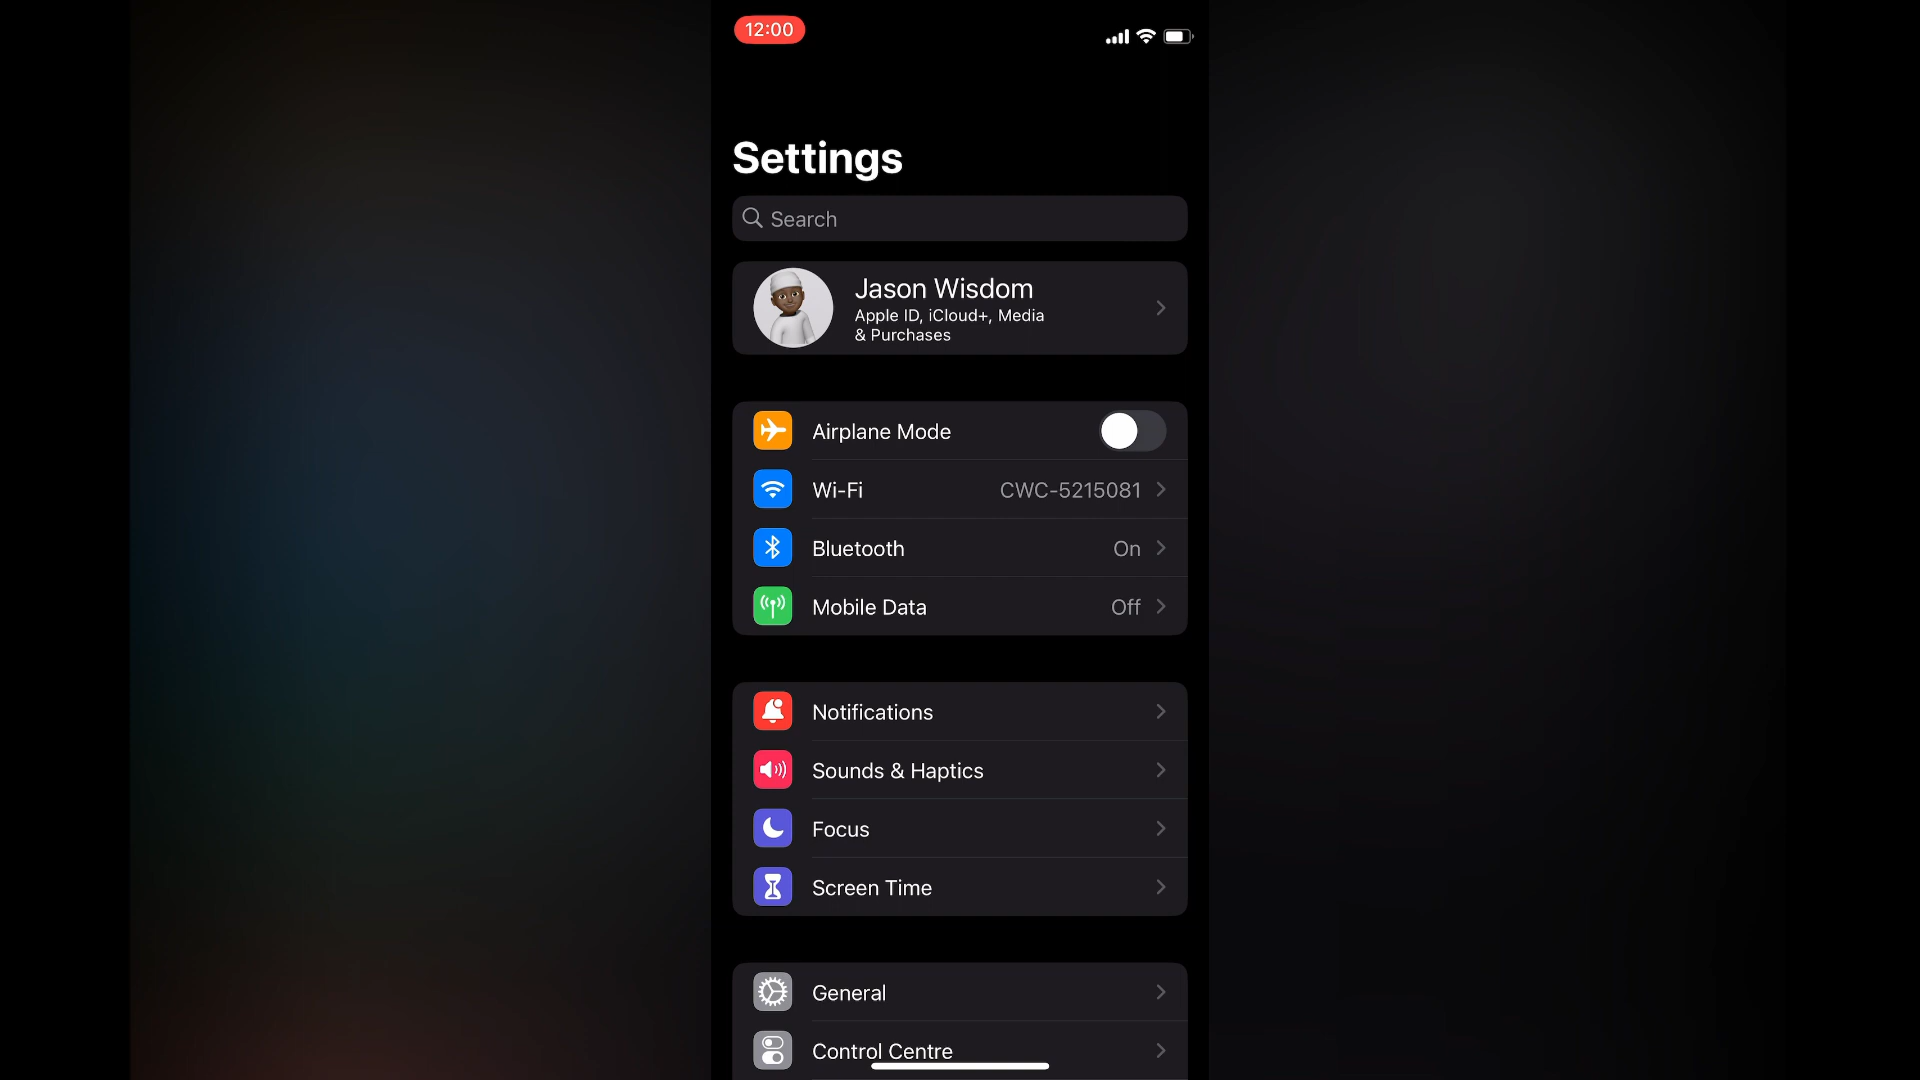 12:00
Settings
Search
Jason Wisdom
Apple ID, iCloud+, Media
& Purchases
Airplane Mode
Wi-Fi CWC-5215081
Bluetooth On
Mobile Data Off
Notifications
Sounds & Haptics
Focus
Screen Time
General
Control Centre